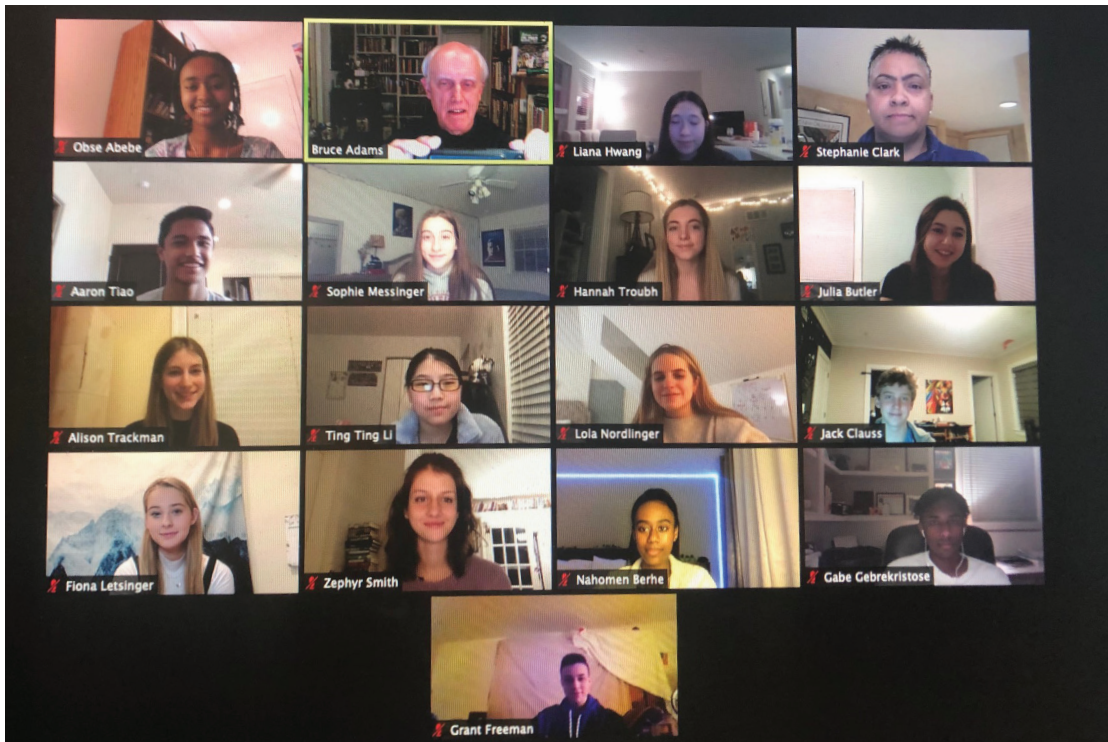 Obse Abebe
Bruce Adams
Liana Hwang
Stephanie Clark
Aaron Tiao
Sophie Messinger
Hannah Troubh
Julia Butler
Alison Trackman
Ting Ting Li
Lola Nordlinger
Jack Clauss
Fiona Letsinger
Zephyr Smith
Nahomen Berhe
Gabe Gebrekristose
Grant Freeman